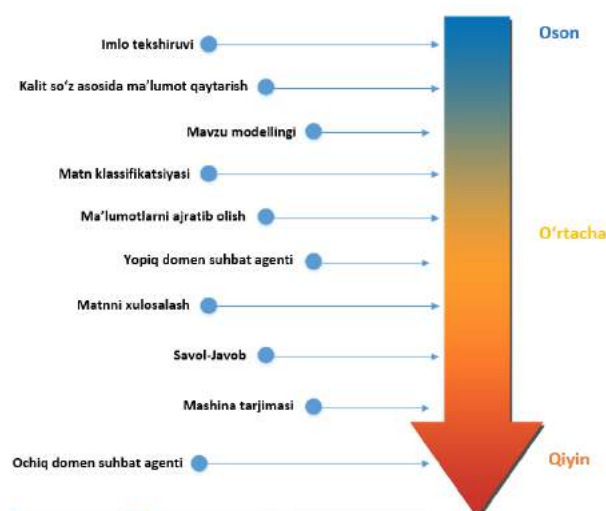 Imlo tekshiruvi
Oson
Kalit so‘z asosida ma’lumot qaytarish
Mavzu modellingi
Matn klassifikatsiyasi
Ma’lumotlarni ajratib olish
O‘rtacha
Yopiq domen suhbat agenti
Matnni xulosalash
Savol-Javob
Mashina tarjimasi
Ochiq domen suhbat agenti
Qiyin